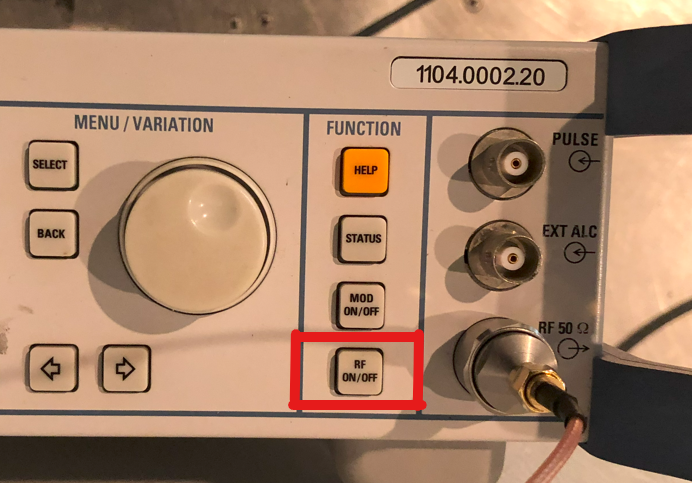 1104.0002.20
MENU / VARIATION
FUNCTION
SELECT
BACK
HELP
STATUS
MOD
ON/OFF
RF
ON/OFF
PULSE
EXT ALC
RF 50 Ω